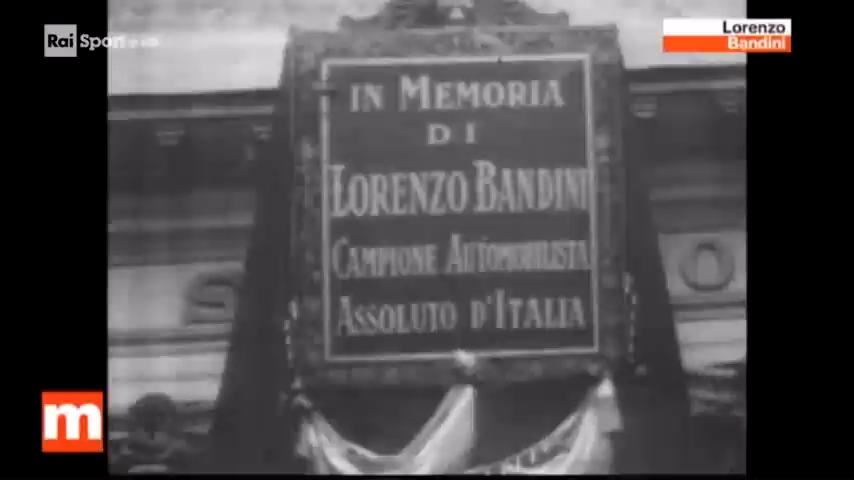 Rai Sport
Lorenzo
Bandini
IN MEMORIA
DI
LORENZO BANDINI
CAMPIONE AUTOMOBILISTA
ASSOLUTO D'ITALIA
m